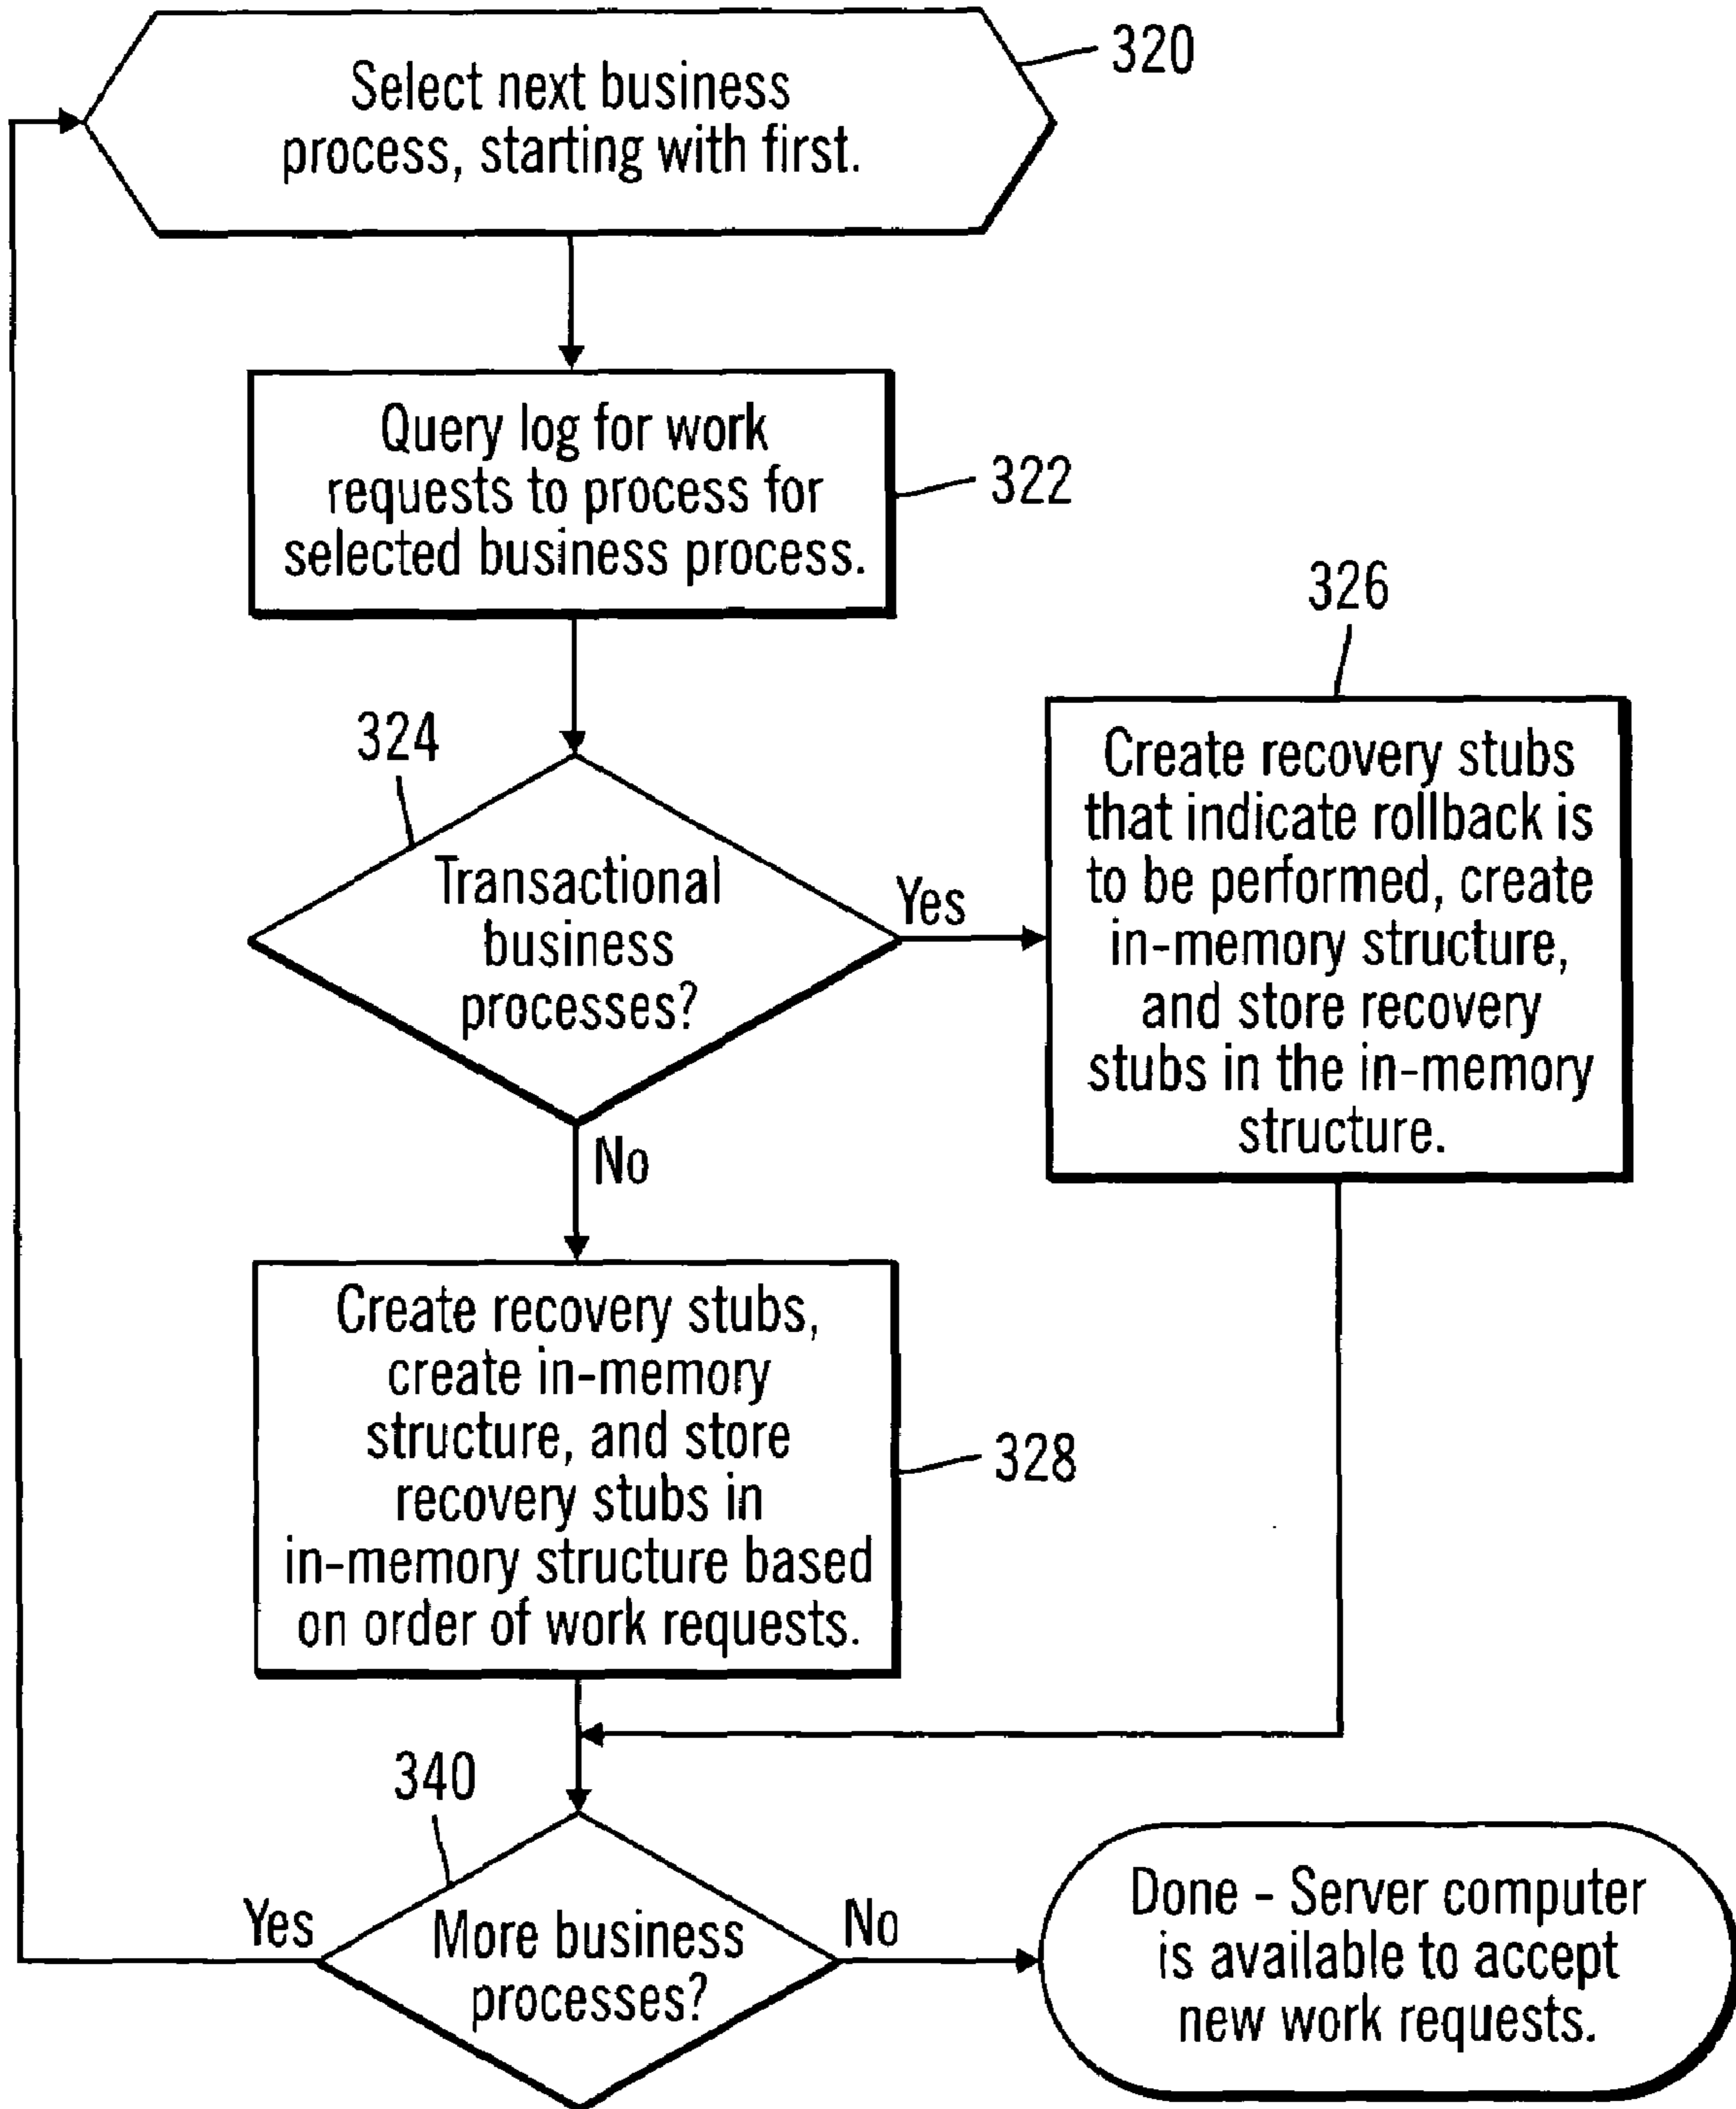 320
Select next business
process, starting with first.
Query log for work
requests to process for
selected business process.
322
326
324
Transactional
business
processes?
Yes
No
Create recovery stubs
that indicate rollback is
to be performed, create
in-memory structure,
and store recovery
stubs in the in-memory
structure.
Create recovery stubs,
create in-memory
structure, and store
recovery stubs in
in-memory structure based
on order of work requests.
328
340
Yes
More business
processes?
No
Done - Server computer
is available to accept
new work requests.